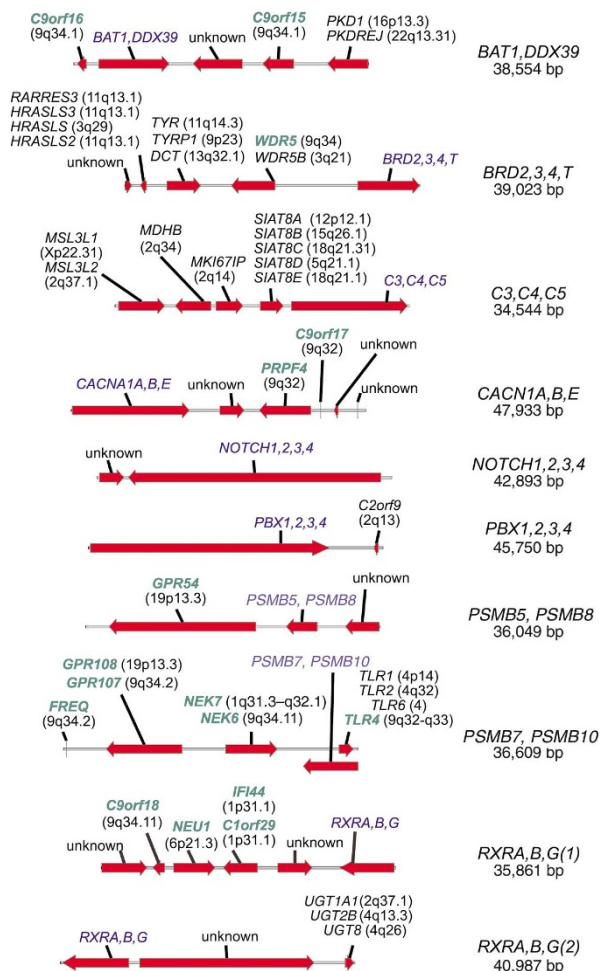 C9orf16
(9q34.1)
BAT1,DDX39
unknown
C9orf15
(9q34.1)
PKD1 (16p13.3)
PKDREJ (22q13.31)
BAT1,DDX39
38,554 bp
RARRES3 (11q13.1)
HRASLS3 (11q13.1)
HRASLS (3q29)
HRASLS2 (11q13.1)
unknown
TYR (11q14.3)
TYRP1 (9p23)
DCT (13q32.1)
WDR5 (9q34)
WDR5B (3q21)
BRD2,3,4,T
BRD2,3,4,T
39,023 bp
MSL3L1
(Xp22.31)
MSL3L2
(2q37.1)
MDHB
(2q34)
MKI67IP
(2q14)
SIAT8A (12p12.1)
SIAT8B (15q26.1)
SIAT8C (18q21.31)
SIAT8D (5q21.1)
SIAT8E (18q21.1)
C3,C4,C5
C3,C4,C5
34,544 bp
CACNA1A,B,E
unknown
PRPF4
(9q32)
C9orf17
(9q32)
unknown
unknown
CACN1A,B,E
47,933 bp
unknown
NOTCH1,2,3,4
NOTCH1,2,3,4
42,893 bp
PBX1,2,3,4
C2orf9
(2q13)
PBX1,2,3,4
45,750 bp
GPR54
(19p13.3)
PSMB5, PSMB8
unknown
PSMB5, PSMB8
36,049 bp
FREQ
(9q34.2)
GPR108 (19p13.3)
GPR107 (9q34.2)
NEK7 (1q31.3–q32.1)
NEK6 (9q34.11)
PSMB7, PSMB10
TLR1 (4p14)
TLR2 (4q32)
TLR6 (4)
TLR4 (9q32-q33)
PSMB7, PSMB10
36,609 bp
unknown
C9orf18
(9q34.11)
NEU1
(6p21.3)
IFI44
(1p31.1)
C1orf29
(1p31.1)
unknown
RXRA,B,G
RXRA,B,G(1)
35,861 bp
RXRA,B,G
unknown
UGT1A1(2q37.1)
UGT2B (4q13.3)
UGT8 (4q26)
RXRA,B,G(2)
40,987 bp